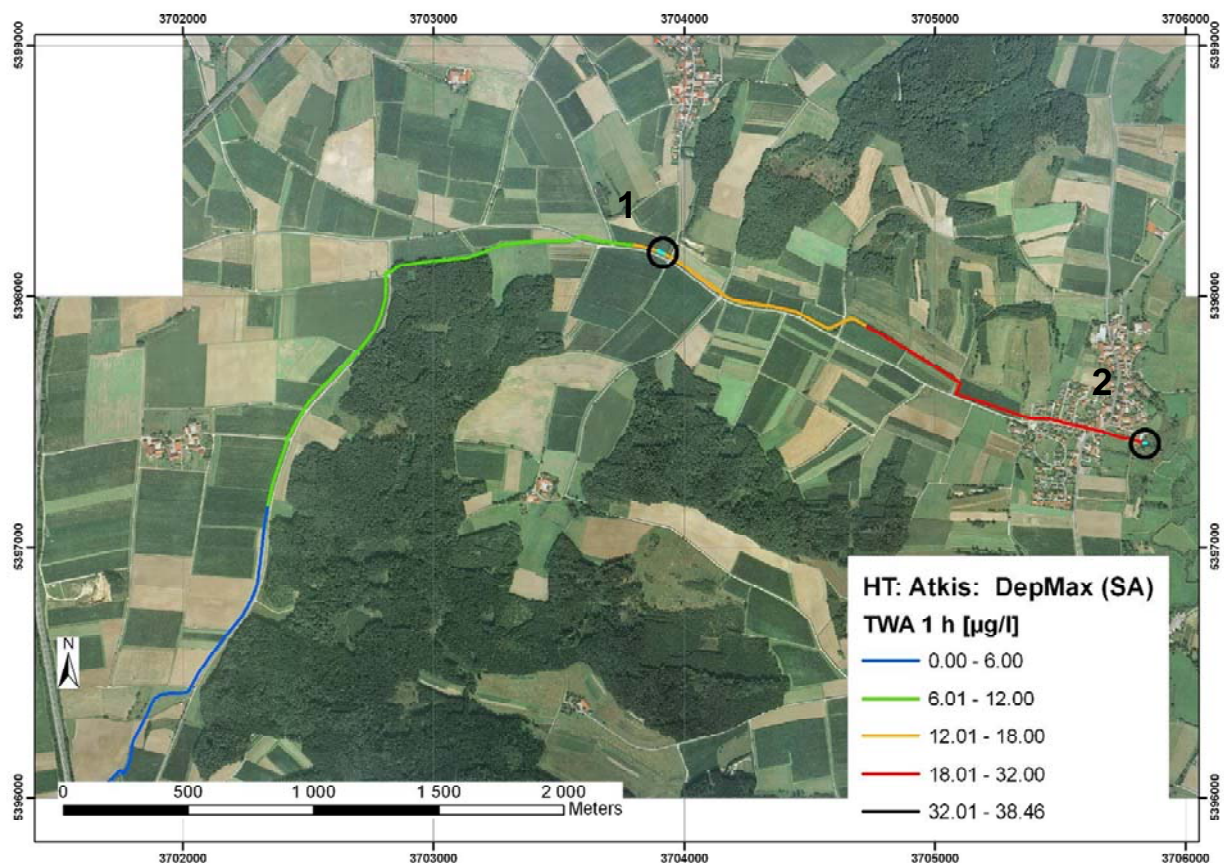 3702000 3703000 3704000 3705000 3706000
5399000 5399000
1
5398000 5398000
2
5397000 5397000
HT: Atkis: DepMax (SA)
TWA 1 h [µg/l]
0.00 - 6.00
6.01 - 12.00
12.01 - 18.00
18.01 - 32.00
32.01 - 38.46
N
5396000 5396000
0 500 1 000 1 500 2 000
Meters
3702000 3703000 3704000 3705000 3706000